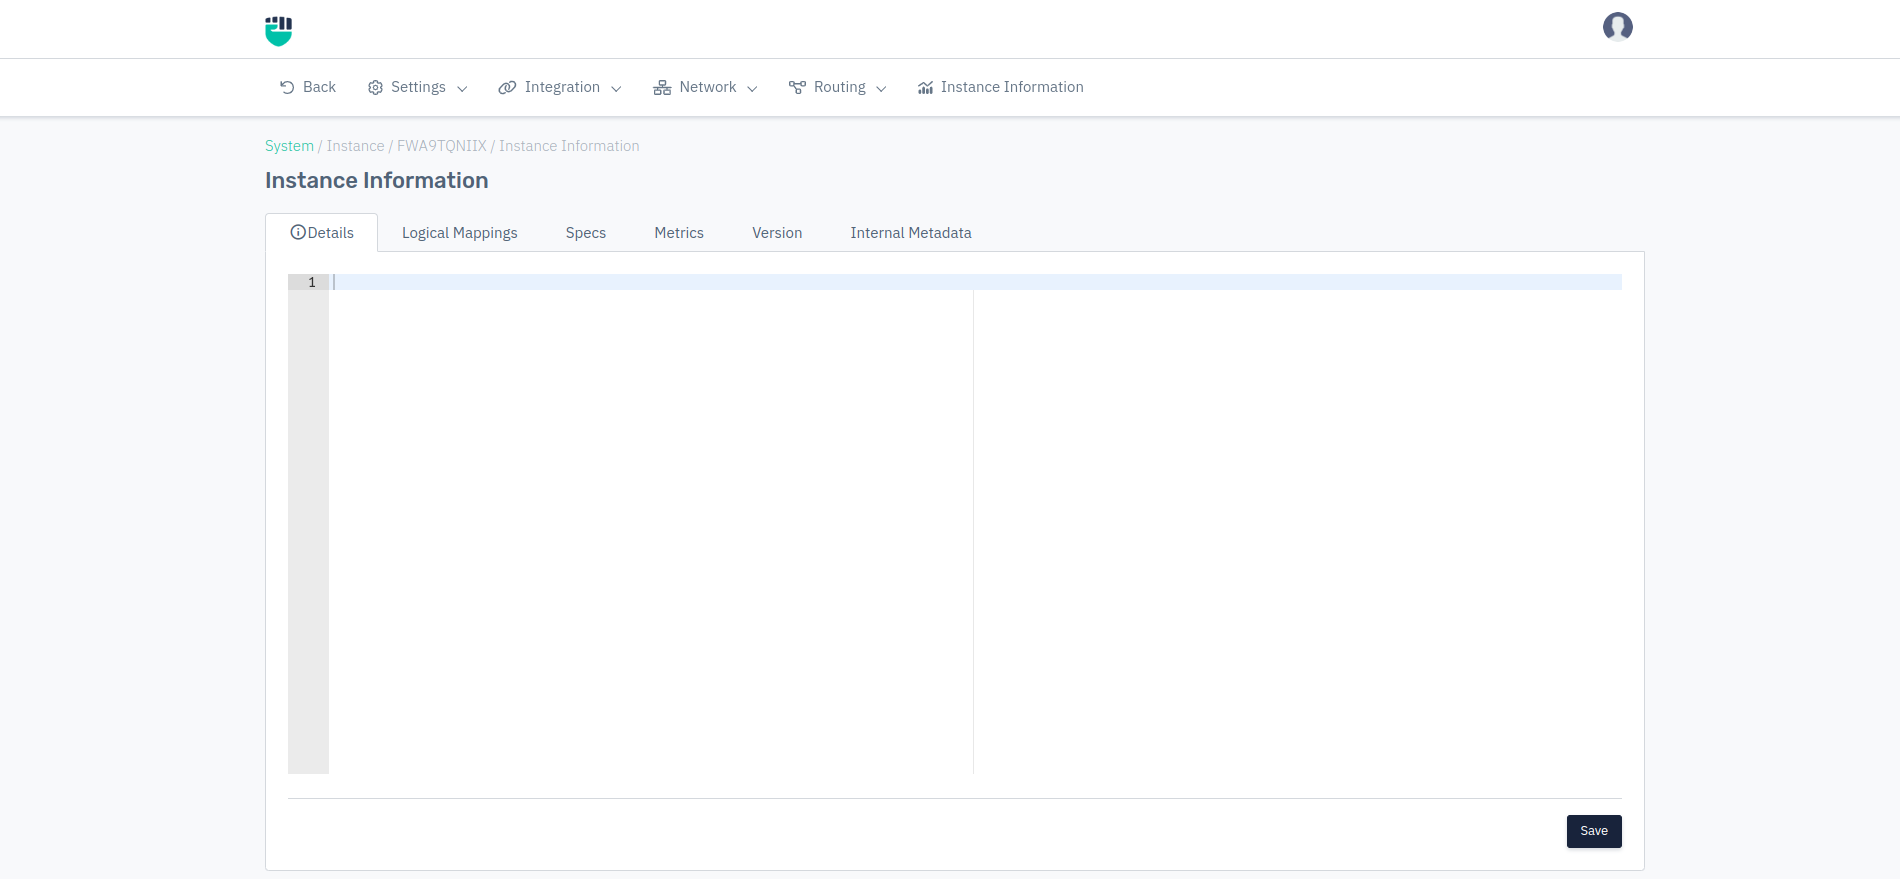 Back Settings Integration Network Routing Instance Information
System / Instance / FWA9TQNIIX / Instance Information
Instance Information
Details Logical Mappings Specs Metrics Version Internal Metadata
1
Save